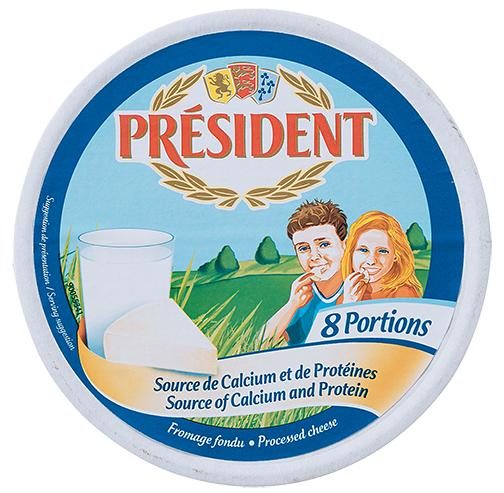 PRÉSIDENT
8 Portions
Source de Calcium et de Protéines
Source of Calcium and Protein
Fromage fondu • Processed cheese
Suggestion de présentation / Serving suggestion